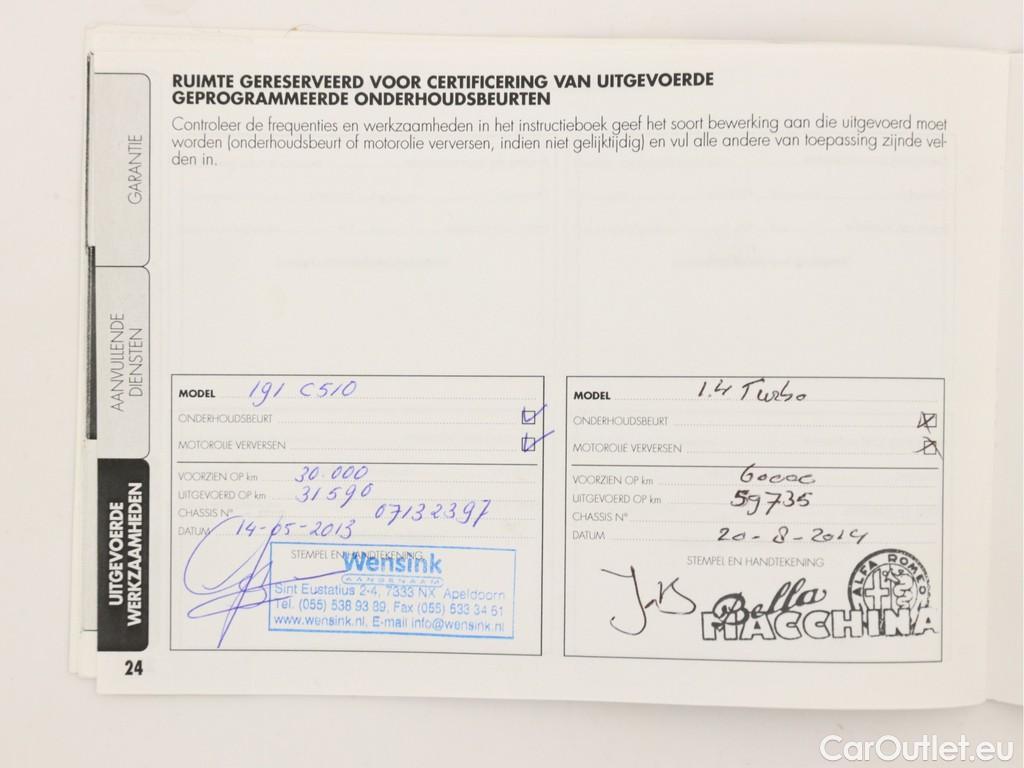 RUIMTE GERESERVEERD VOOR CERTIFICERING VAN UITGEVOERDE
GEPROGRAMMEERDE ONDERHOUDSBEURTEN
Controleer de frequenties en werkzaamheden in het instructieboek geef het soort bewerking aan die uitgevoerd moet
worden (onderhoudsbeurt of motorolie verversen, indien niet gelijktijdig) en vul alle andere van toepassing zijnde vel-
den in.
GARANTIE
AANVULLENDE
DIENSTEN
UITGEVOERDE
WERKZAAMHEDEN
24
MODEL 191 C510
ONDERHOUDSBEURT
MOTOROLIE VERVERSEN
VOORZIEN OP km 30.000
UITGEVOERD OP km 31590
CHASSIS N° 07132397
DATUM 14-05-2013
STEMPEL EN HANDTEKENING
Wensink
AANGENAAM
Sint Eustatius 2-4, 7333 NX Apeldoorn
Tel. (055) 538 93 89, Fax (055) 533 34 51
www.wensink.nl, E-mail info@wensink.nl
MODEL 1.4 Turbo
ONDERHOUDSBEURT
MOTOROLIE VERVERSEN
VOORZIEN OP km 60000
UITGEVOERD OP km 59735
CHASSIS N°
DATUM 20-8-2014
STEMPEL EN HANDTEKENING
ALFA ROMEO
Bella
MACCHINA
CarOutlet.eu